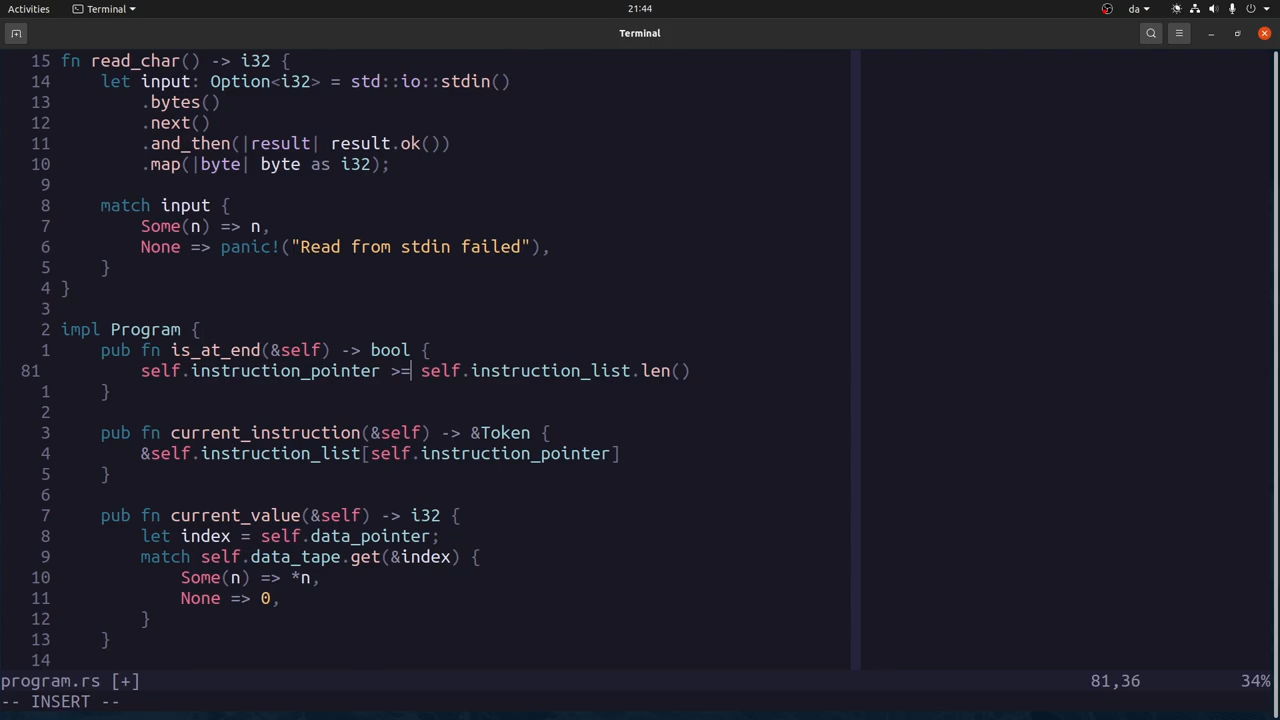 Activities Terminal 21:44 da
Terminal
15 fn read_char() -> i32 {
14     let input: Option<i32> = std::io::stdin()
13         .bytes()
12         .next()
11         .and_then(|result| result.ok())
10         .map(|byte| byte as i32);
9
8     match input {
7         Some(n) => n,
6         None => panic!("Read from stdin failed"),
5     }
4 }
3
2 impl Program {
1     pub fn is_at_end(&self) -> bool {
81         self.instruction_pointer >= self.instruction_list.len()
1     }
2
3     pub fn current_instruction(&self) -> &Token {
4         &self.instruction_list[self.instruction_pointer]
5     }
6
7     pub fn current_value(&self) -> i32 {
8         let index = self.data_pointer;
9         match self.data_tape.get(&index) {
10             Some(n) => *n,
11             None => 0,
12         }
13     }
14
program.rs [+] 81,36 34%
-- INSERT --